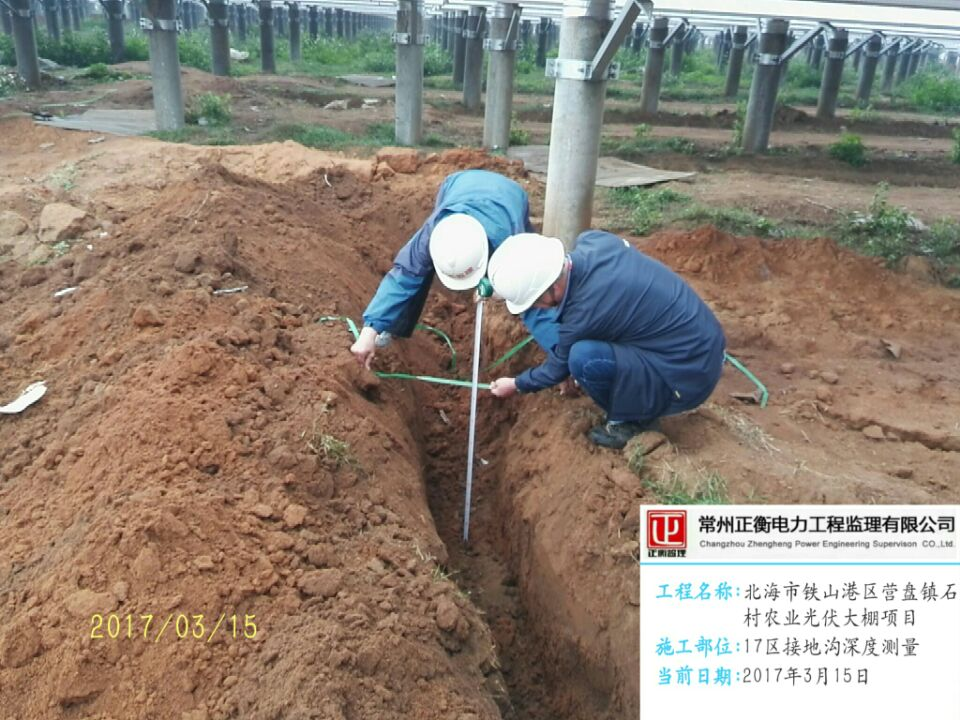 2017/03/15
正衡监理
常州正衡电力工程监理有限公司
Changzhou Zhengheng Power Engineering Supervison CO.,Ltd.
工程名称:北海市铁山港区营盘镇石
村农业光伏大棚项目
施工部位:17区接地沟深度测量
当前日期:2017年3月15日